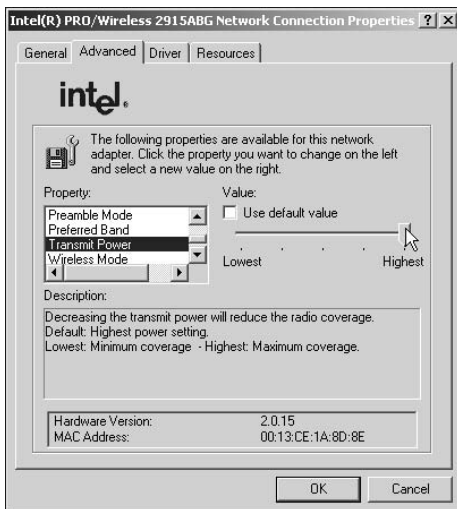 Intel(R) PRO/Wireless 2915ABG Network Connection Properties ? X
General Advanced Driver Resources
intel.
The following properties are available for this network
adapter. Click the property you want to change on the left
and select a new value on the right.
Property: Value:
Preamble Mode
Preferred Band
Transmit Power
Wireless Mode
Use default value
Lowest Highest
Description:
Decreasing the transmit power will reduce the radio coverage.
Default: Highest power setting.
Lowest: Minimum coverage - Highest: Maximum coverage.
Hardware Version: 2.0.15
MAC Address: 00:13:CE:1A:8D:8E
OK Cancel